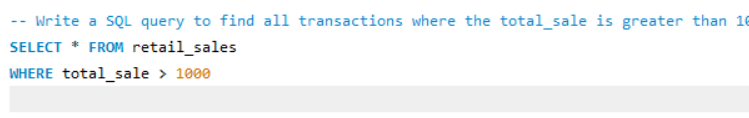 -- Write a SQL query to find all transactions where the total_sale is greater than
SELECT * FROM retail_sales
WHERE total_sale > 1000